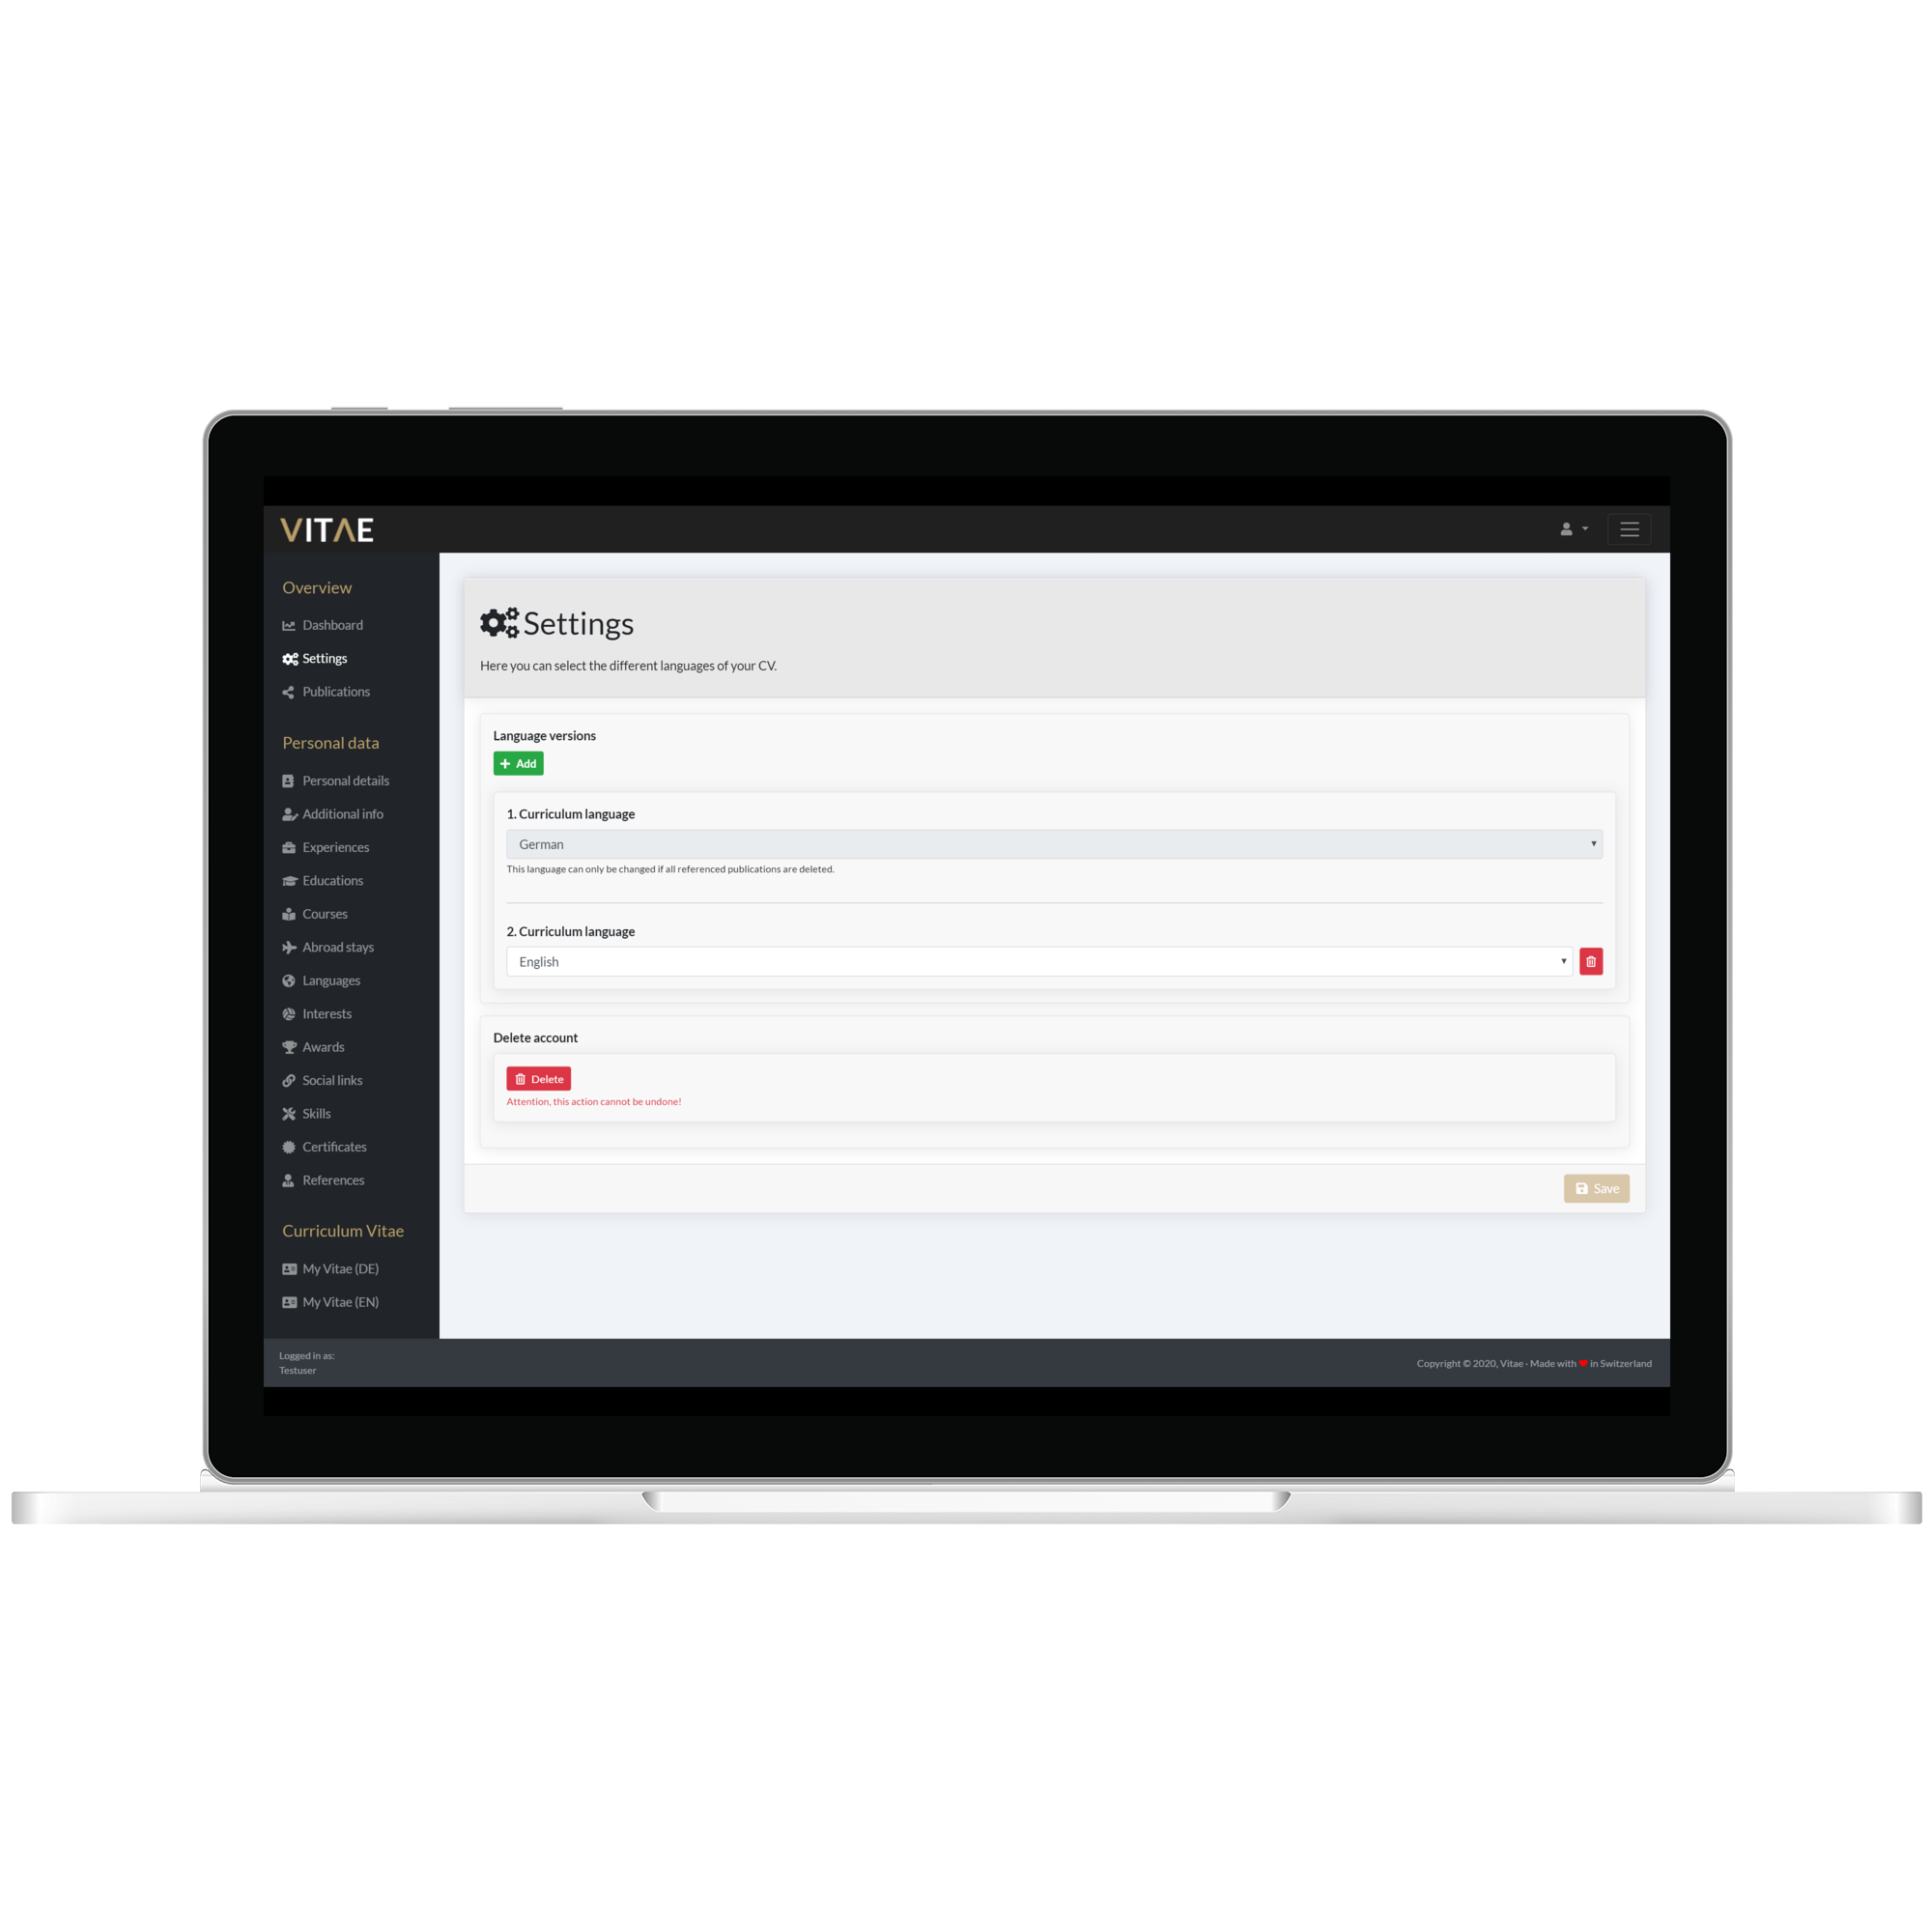 VITAE
Overview
Dashboard
Settings
Publications
Personal data
Personal details
Additional info
Experiences
Educations
Courses
Abroad stays
Languages
Interests
Awards
Social links
Skills
Certificates
References
Curriculum Vitae
My Vitae (DE)
My Vitae (EN)
Settings
Here you can select the different languages of your CV.
Language versions
+ Add
1. Curriculum language
German
This language can only be changed if all referenced publications are deleted.
2. Curriculum language
English
Delete account
Delete
Attention, this action cannot be undone!
Save
Logged in as:
Testuser
Copyright © 2020, Vitae · Made with ❤ in Switzerland